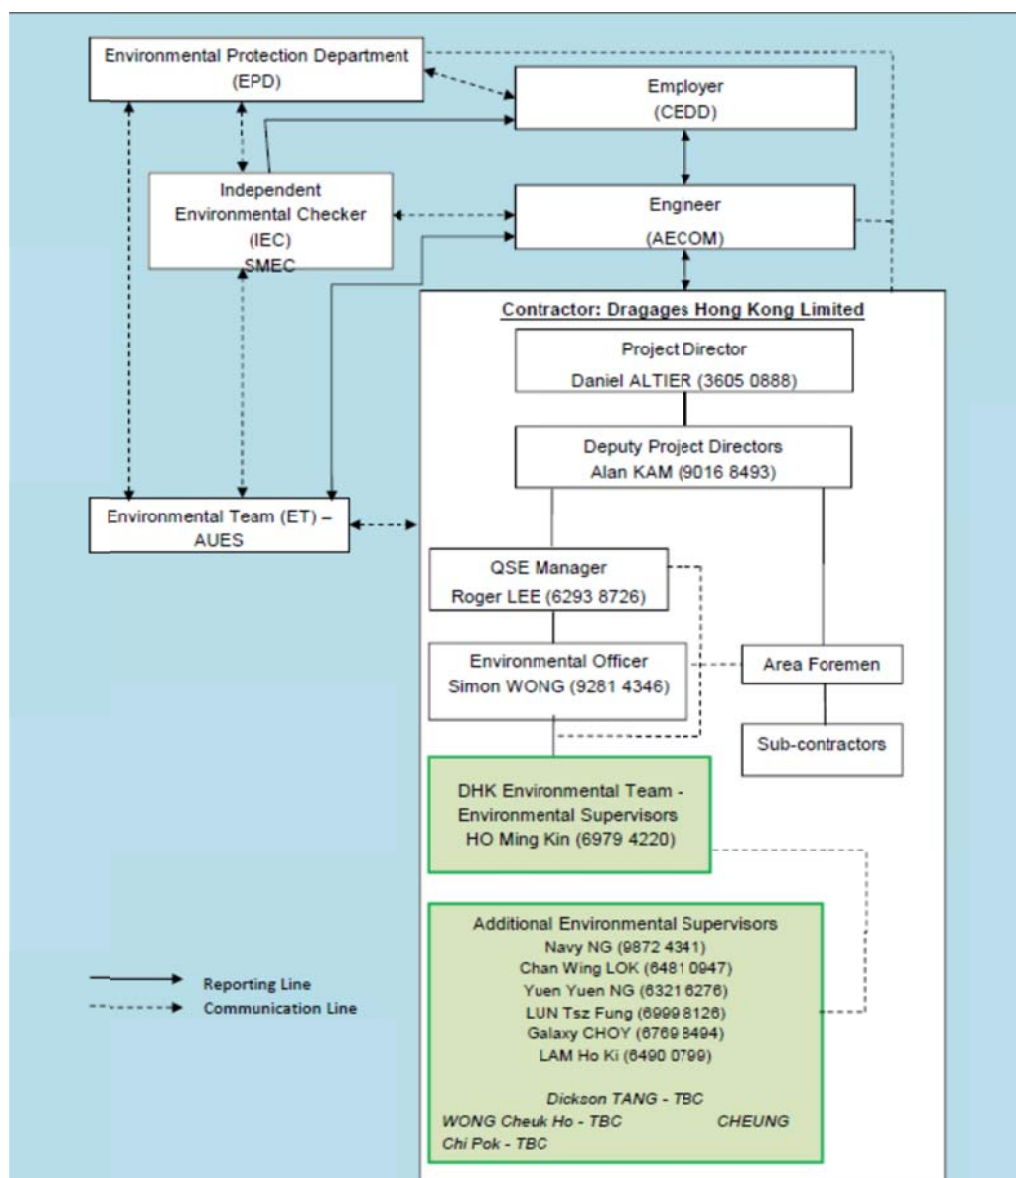 Environmental Protection Department
(EPD)
Employer
(CEDD)
Independent
Environmental Checker
(IEC)
SMEC
Engneer
(AECOM)
Contractor: Dragages Hong Kong Limited
Project Director
Daniel ALTIER (3605 0888)
Deputy Project Directors
Alan KAM (9016 8493)
Environmental Team (ET) –
AUES
QSE Manager
Roger LEE (6293 8726)
Environmental Officer
Simon WONG (9281 4346)
Area Foremen
Sub-contractors
DHK Environmental Team -
Environmental Supervisors
HO Ming Kin (6979 4220)
Additional Environmental Supervisors
Navy NG (9872 4341)
Chan Wing LOK (6481 0947)
Yuen Yuen NG (6321 6276)
LUN Tsz Fung (6999 8126)
Galaxy CHOY (6769 8494)
LAM Ho Ki (6490 0799)
Dickson TANG - TBC
WONG Cheuk Ho - TBC CHEUNG
Chi Pok - TBC
Reporting Line
Communication Line